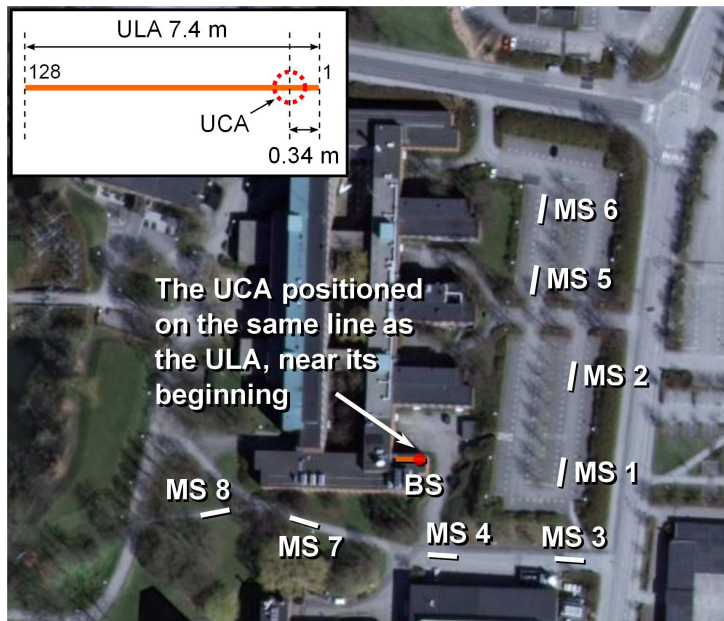 ULA 7.4 m
128
1
UCA
0.34 m
MS 6
MS 5
The UCA positioned
on the same line as
the ULA, near its
beginning
MS 2
MS 1
BS
MS 8
MS 7
MS 4
MS 3